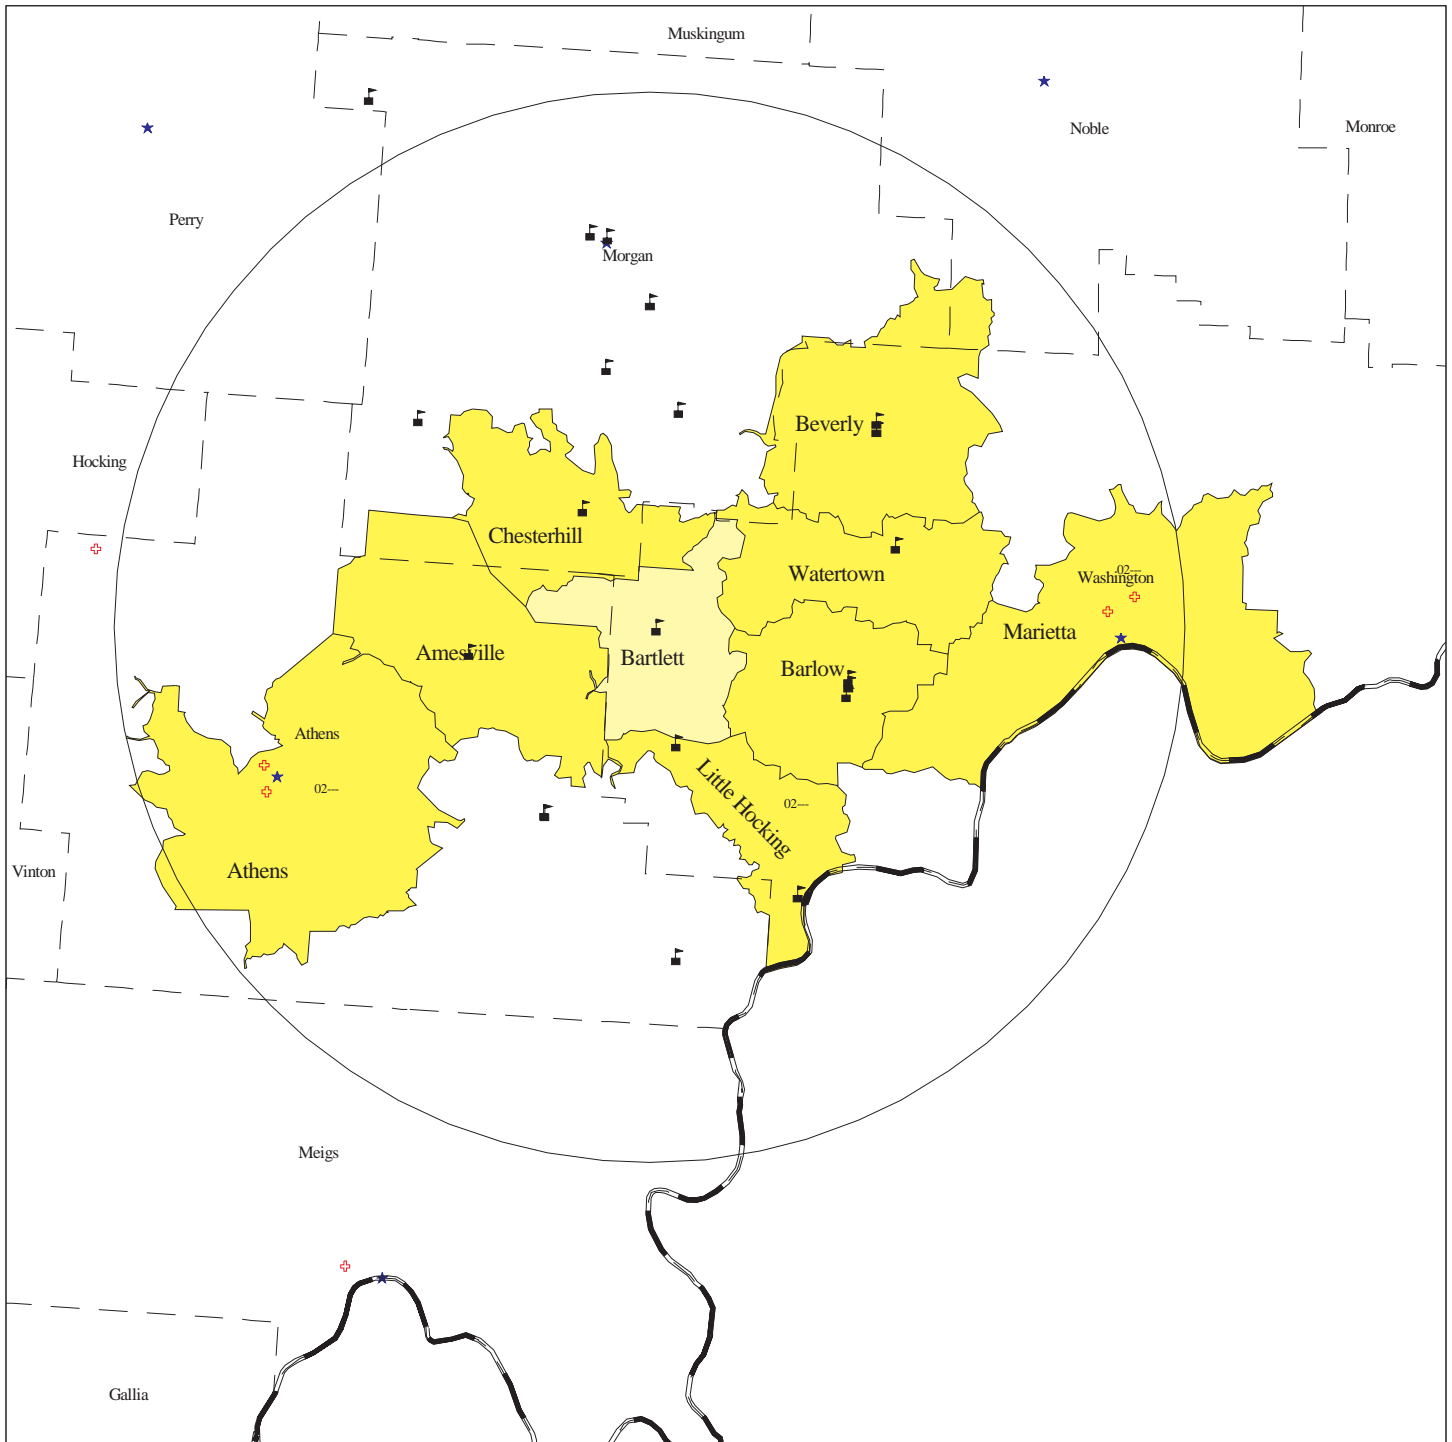 Muskingum
Noble
Monroe
Perry
Morgan
Beverly
Hocking
Chesterhill
Watertown
.02---
Washington
Marietta
Amesville
Bartlett
Barlow
Athens
02---
Little Hocking
02---
Athens
Vinton
Meigs
Gallia